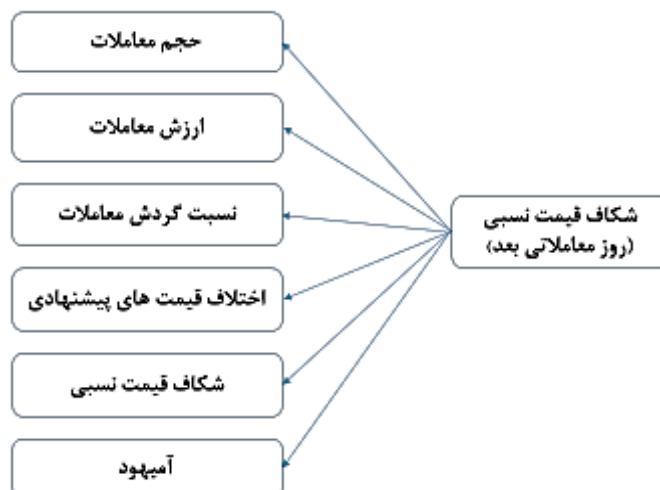 حجم معاملات
ارزش معاملات
نسبت گردش معاملات
اختلاف قیمت های پیشنهادی
شکاف قیمت نسبی
آمیهود
شکاف قیمت نسبی
(روز معاملاتی بعد)